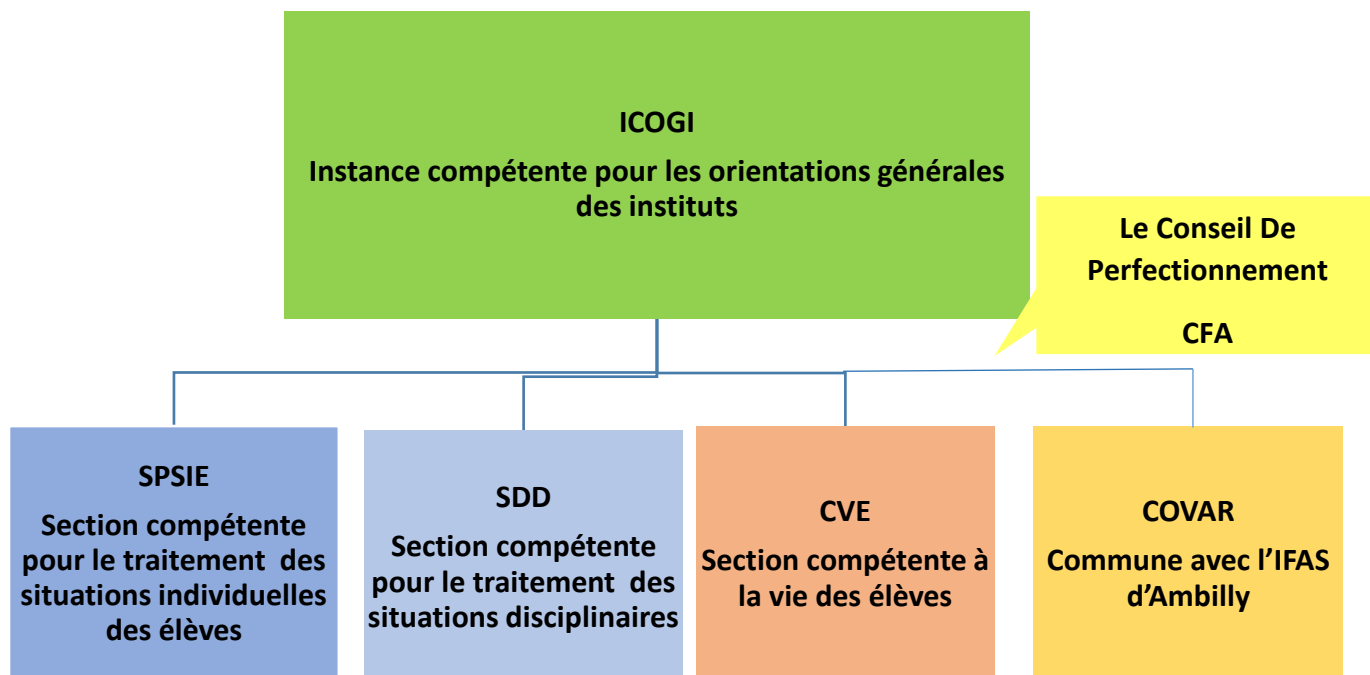 ICOGI
Instance compétente pour les orientations générales
des instituts
Le Conseil De
Perfectionnement
CFA
SPSIE
Section compétente
pour le traitement  des
situations individuelles
des élèves
SDD
Section compétente
pour le traitement  des
situations disciplinaires
CVE
Section compétente à
la vie des élèves
COVAR
Commune avec l’IFAS
d’Ambilly